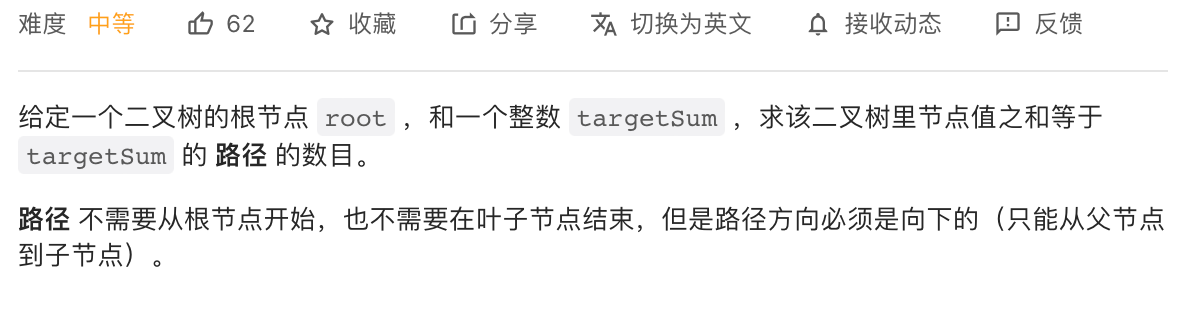 难度 中等 62 收藏 分享 切换为英文 接收动态 反馈
给定一个二叉树的根节点 root ，和一个整数 targetSum ，求该二叉树里节点值之和等于
targetSum 的 路径 的数目。
路径 不需要从根节点开始，也不需要在叶子节点结束，但是路径方向必须是向下的（只能从父节点
到子节点）。